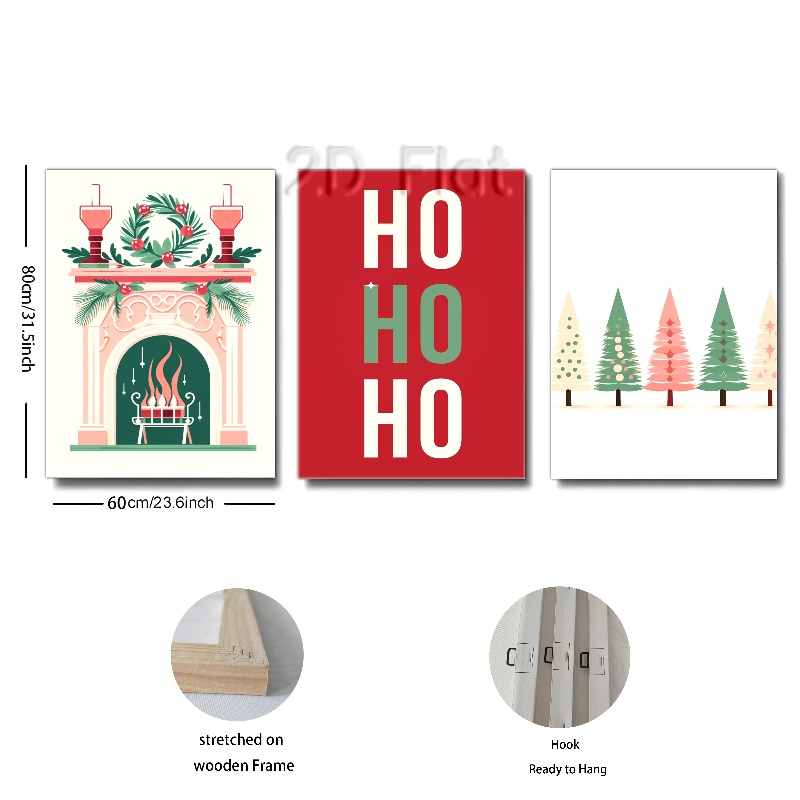 2D Flat
HO
HO
HO
80cm/31.5inch
60cm/23.6inch
stretched on
wooden Frame
Hook
Ready to Hang